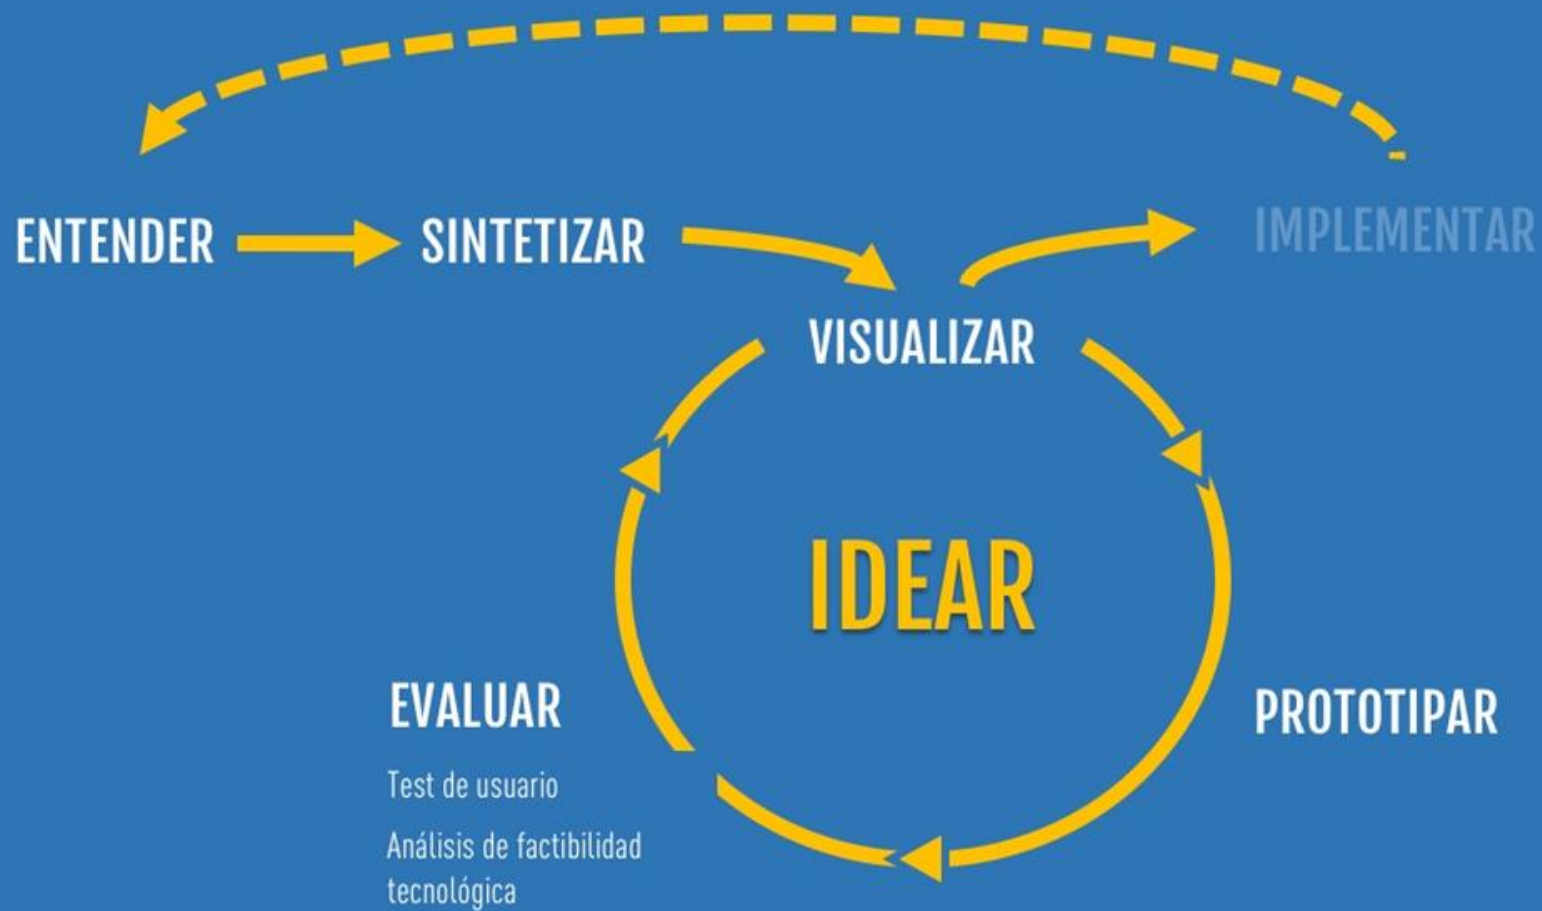 ENTENDER
SINTETIZAR
IMPLEMENTAR
VISUALIZAR
IDEAR
EVALUAR
Test de usuario
Análisis de factibilidad
tecnológica
PROTOTIPAR